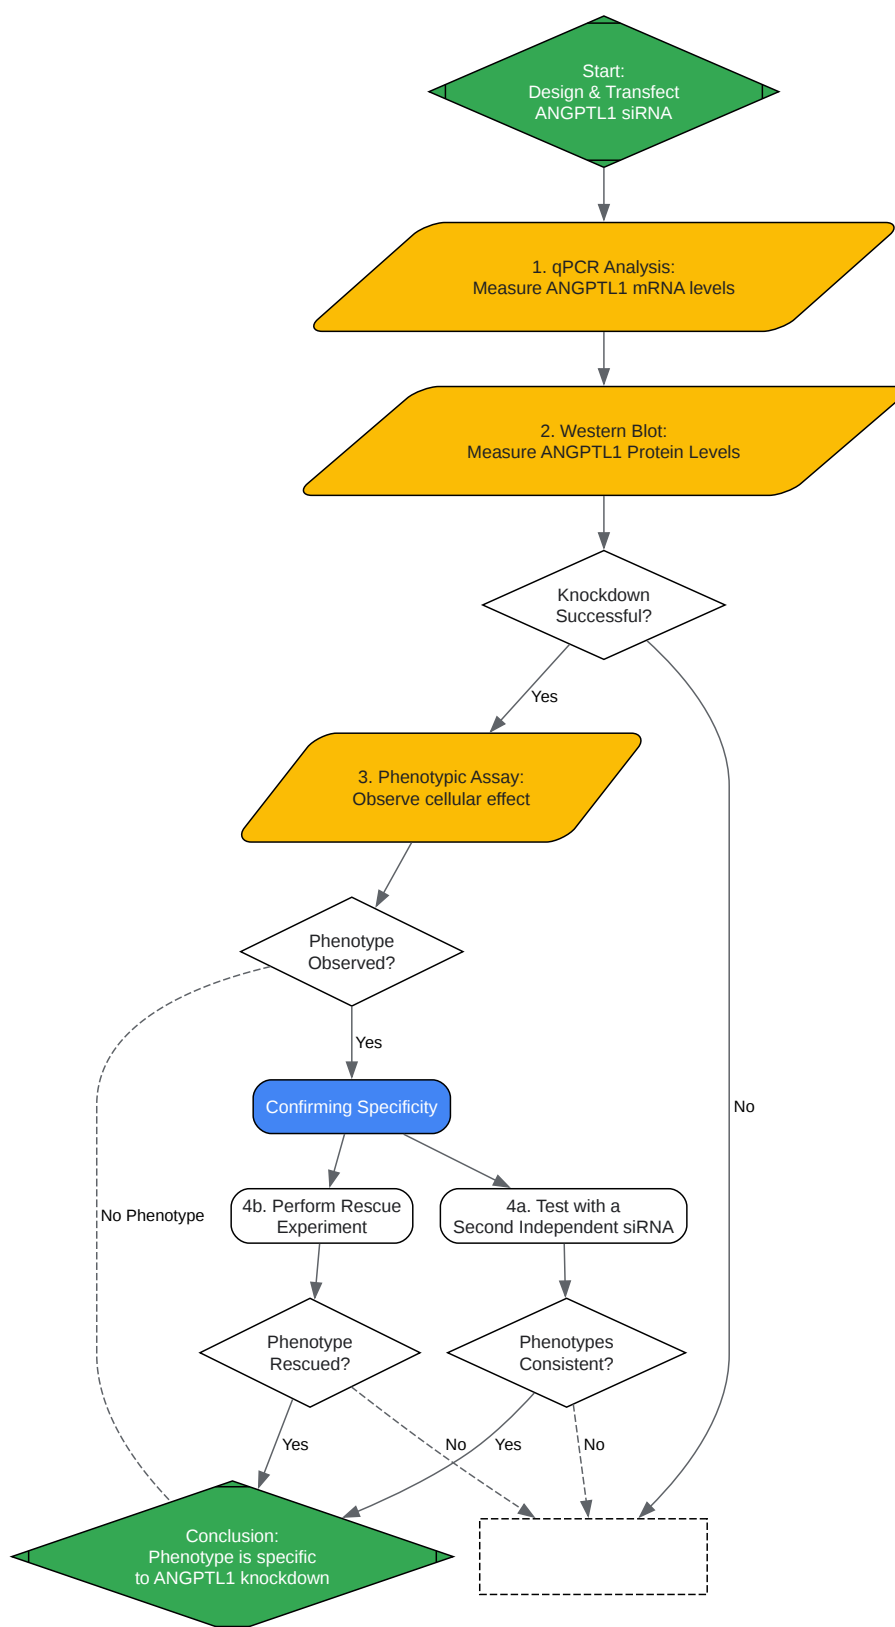 Start:
Design & Transfect
ANGPTL1 siRNA
1. qPCR Analysis:
Measure ANGPTL1 mRNA levels
2. Western Blot:
Measure ANGPTL1 Protein Levels
Knockdown
Successful?
Yes
3. Phenotypic Assay:
Observe cellular effect
Phenotype
Observed?
Yes
Confirming Specificity
No
4b. Perform Rescue
Experiment
4a. Test with a
Second Independent siRNA
No Phenotype
Phenotype
Rescued?
Phenotypes
Consistent?
Yes
No
Yes
No
Conclusion:
Phenotype is specific
to ANGPTL1 knockdown